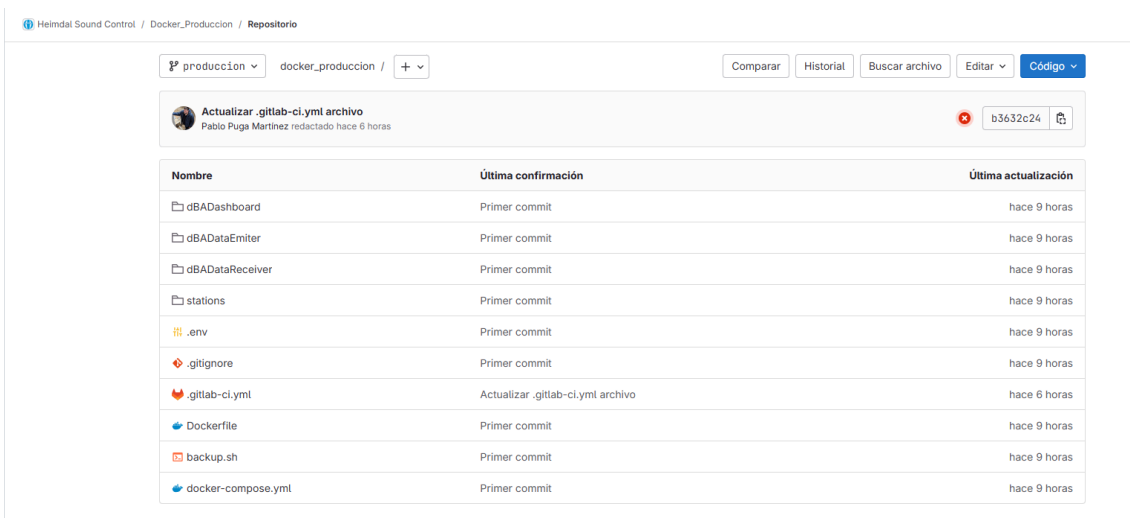 Heimdal Sound Control / Docker_Produccion / Repositorio
produccion docker_produccion / + Comparar Historial Buscar archivo Editar Código
Actualizar .gitlab-ci.yml archivo
Pablo Puga Martínez redactado hace 6 horas
b3632c24
Nombre Última confirmación Última actualización
dBADashboard Primer commit hace 9 horas
dBADataEmiter Primer commit hace 9 horas
dBADataReceiver Primer commit hace 9 horas
stations Primer commit hace 9 horas
.env Primer commit hace 9 horas
.gitignore Primer commit hace 9 horas
.gitlab-ci.yml Actualizar .gitlab-ci.yml archivo hace 6 horas
Dockerfile Primer commit hace 9 horas
backup.sh Primer commit hace 9 horas
docker-compose.yml Primer commit hace 9 horas